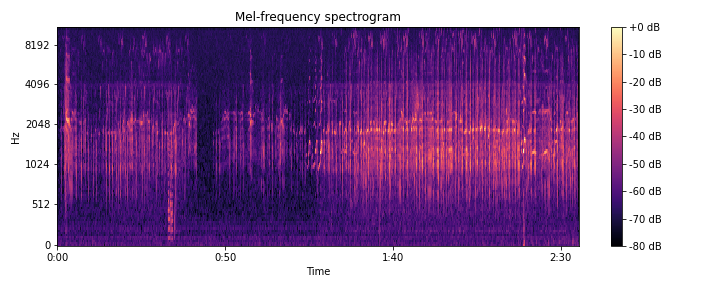 Mel-frequency spectrogram
Hz
8192
4096
2048
1024
512
0
0:00
0:50
1:40
2:30
Time
+0 dB
-10 dB
-20 dB
-30 dB
-40 dB
-50 dB
-60 dB
-70 dB
-80 dB